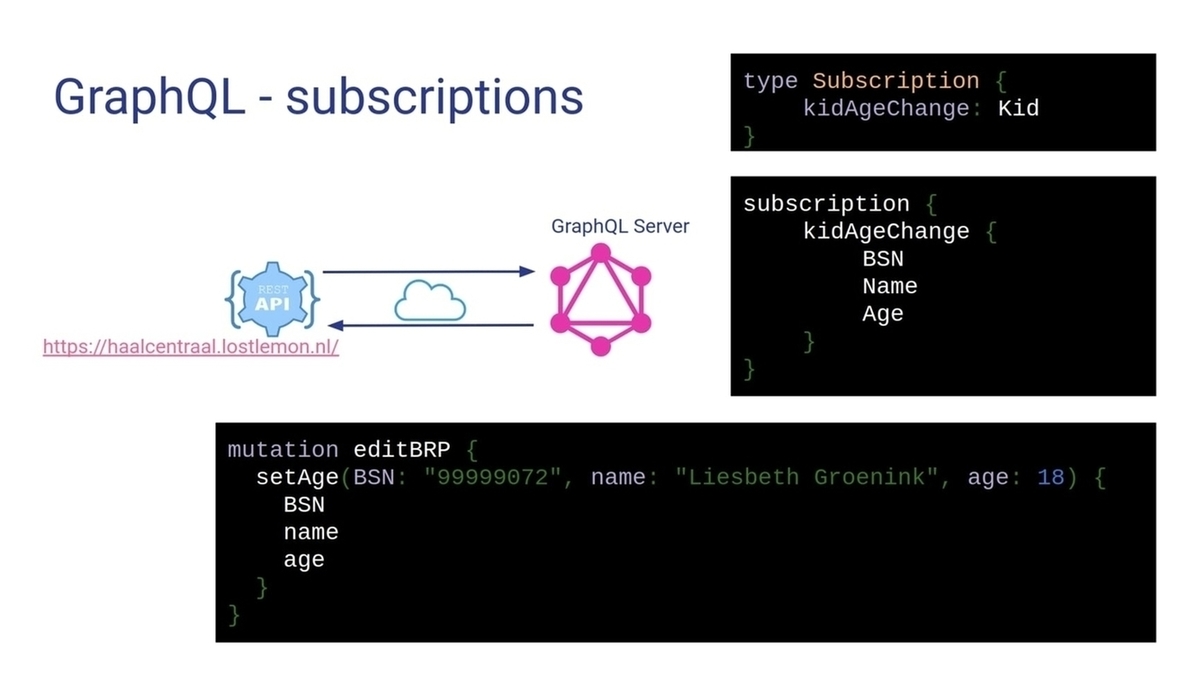 GraphQL - subscriptions
type Subscription {
kidAgeChange: Kid
}
subscription {
kidAgeChange {
BSN
Name
Age
}
}
GraphQL Server
{ REST API }
https://haalcentraal.lostlemon.nl/
mutation editBRP {
setAge(BSN: "99999072", name: "Liesbeth Groenink", age: 18) {
BSN
name
age
}
}